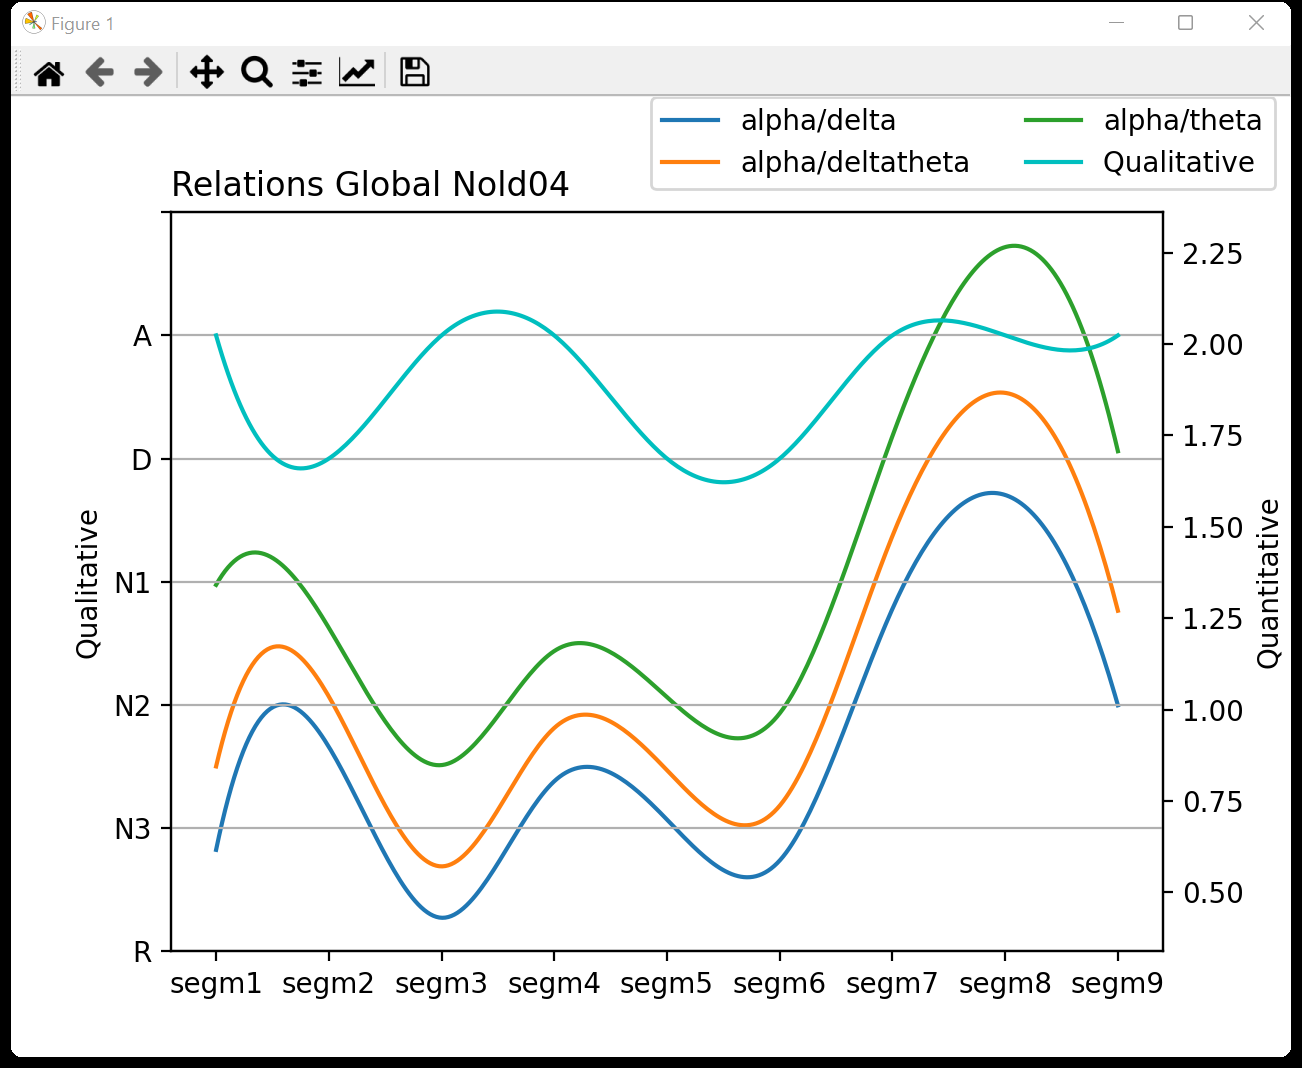 Figure 1
alpha/delta
alpha/deltatheta
alpha/theta
Qualitative
Relations Global Nold04
Qualitative
A
D
N1
N2
N3
R
2.25
2.00
1.75
1.50
1.25
1.00
0.75
0.50
Quantitative
segm1 segm2 segm3 segm4 segm5 segm6 segm7 segm8 segm9